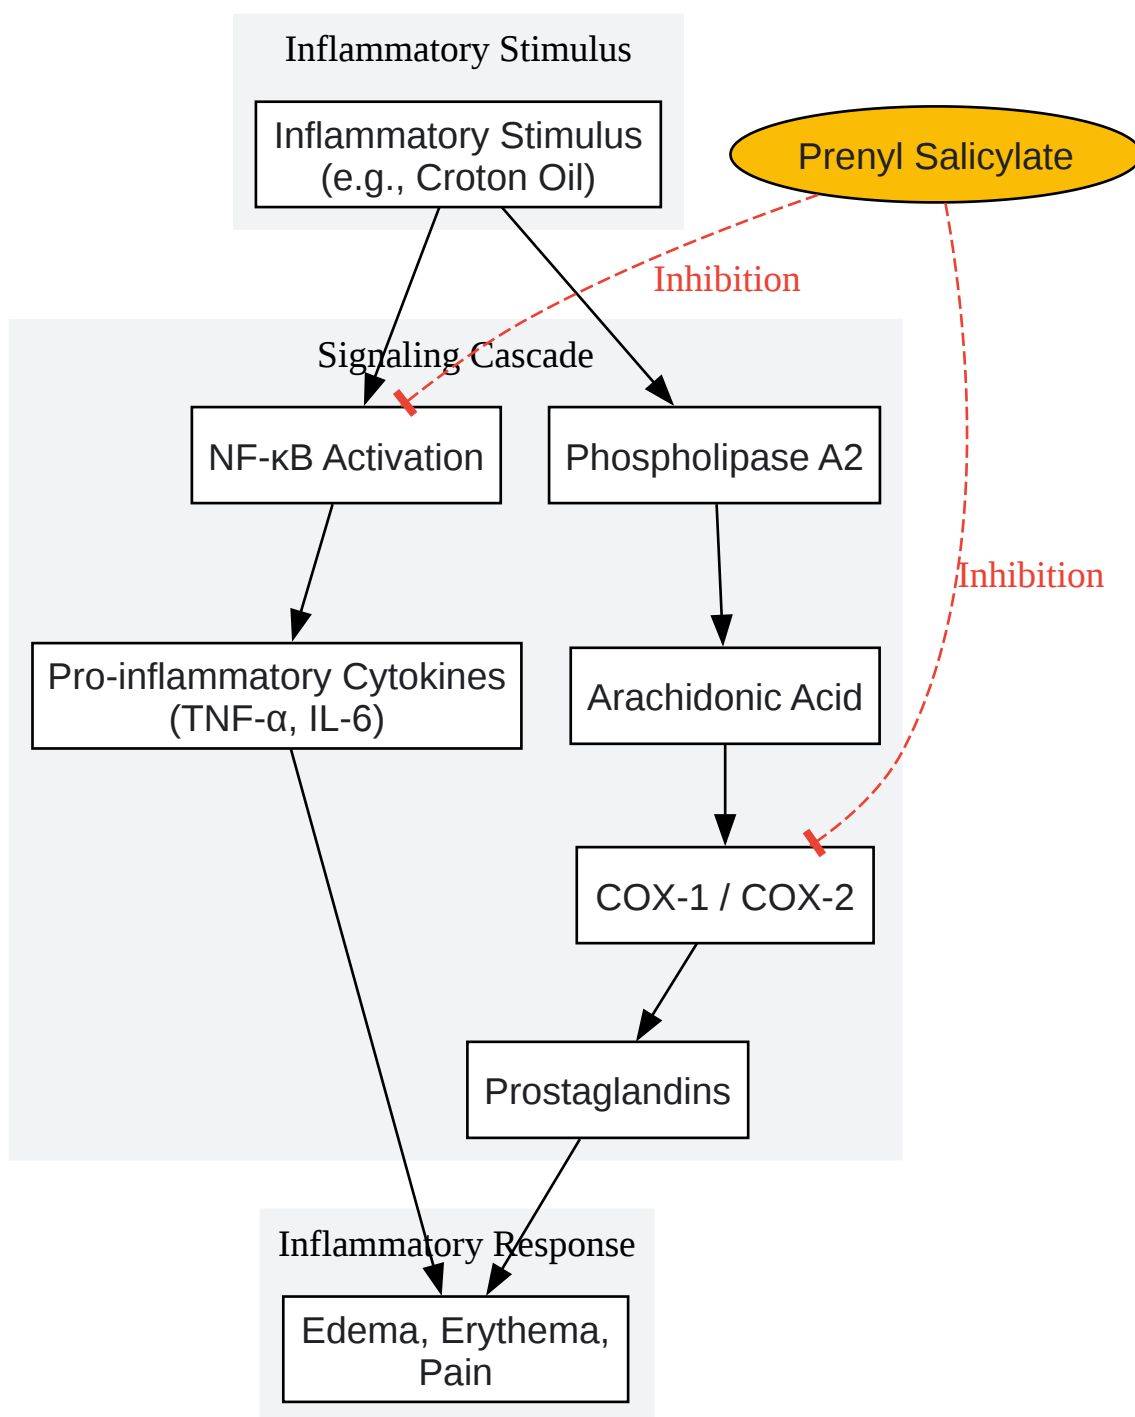 Inflammatory Stimulus
Inflammatory Stimulus
(e.g., Croton Oil)
Prenyl Salicylate
Inhibition
Signaling Cascade
NF-κB Activation
Phospholipase A2
Inhibition
Pro-inflammatory Cytokines
(TNF-α, IL-6)
Arachidonic Acid
COX-1 / COX-2
Prostaglandins
Inflammatory Response
Edema, Erythema,
Pain